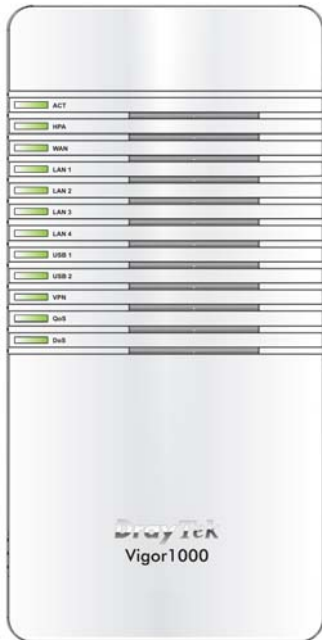 ACT
HPA
WAN
LAN 1
LAN 2
LAN 3
LAN 4
USB 1
USB 2
VPN
QoS
DoS
DrayTek
Vigor1000